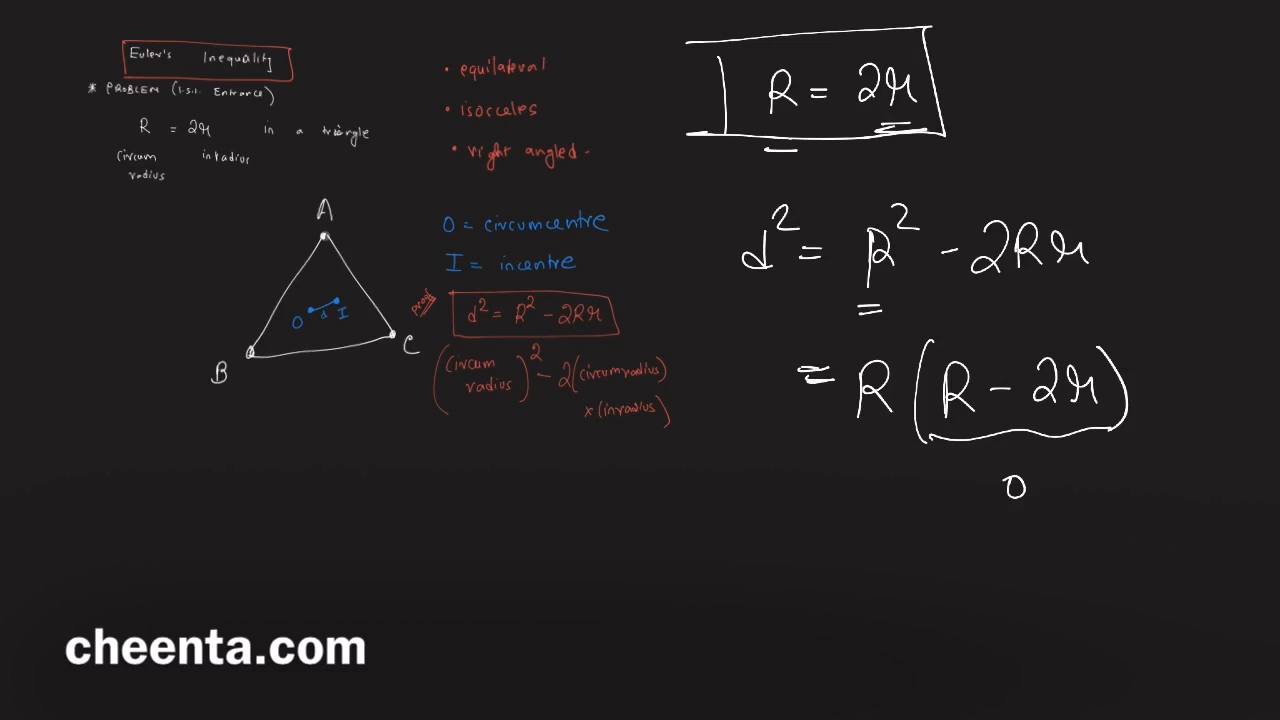 Euler's Inequality
* PROBLEM (I.S.I. Entrance)
R = 2r in a triangle
circum inradius
radius
• equilateral
• isosceles
• right angled
A
B
C
O
d
I
O = circumcentre
I = incentre
proof
d² = R² - 2Rr
(circum radius)² - 2(circumradius)
× (inradius)
R = 2r
d² = R² - 2Rr
= R (R - 2r)
0
cheenta.com